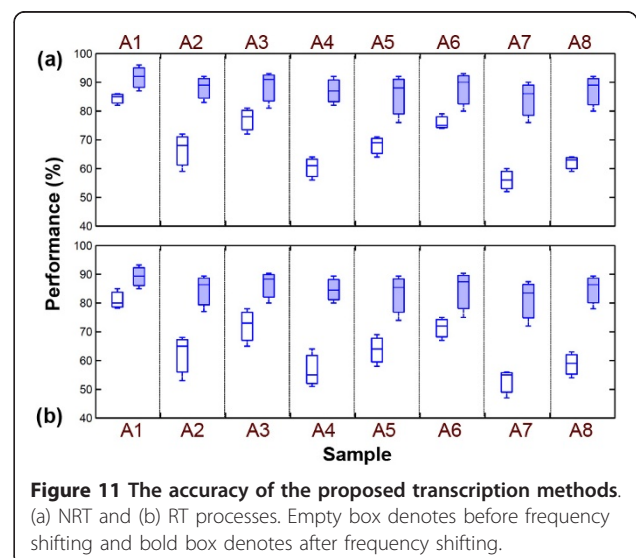 A1 A2 A3 A4 A5 A6 A7 A8
(a)
100
90
80
70
60
50
40
Performance (%)
100
90
80
70
60
50
40
(b)
A1 A2 A3 A4 A5 A6 A7 A8
Sample
Figure 11 The accuracy of the proposed transcription methods.
(a) NRT and (b) RT processes. Empty box denotes before frequency
shifting and bold box denotes after frequency shifting.